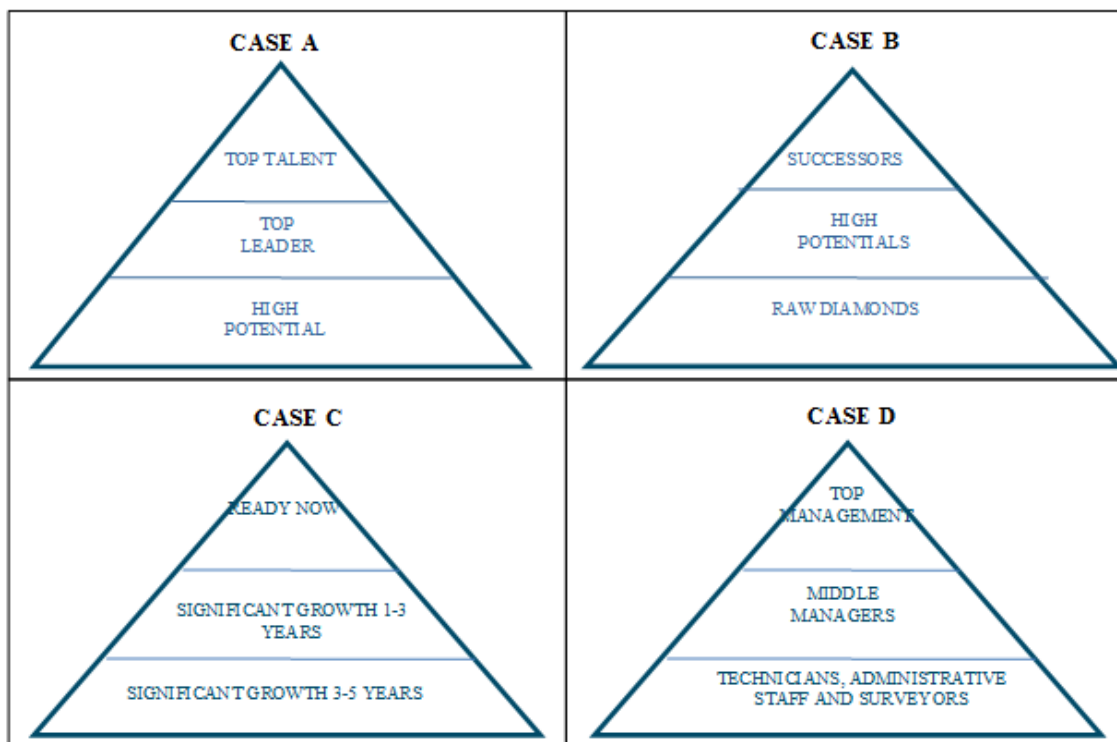 CASE A
TOP TALENT
TOP
LEADER
HIGH
POTENTIAL
CASE B
SUCCESSORS
HIGH
POTENTIALS
RAW DIAMONDS
CASE C
READY NOW
SIGNIFICANT GROWTH 1-3
YEARS
SIGNIFICANT GROWTH 3-5 YEARS
CASE D
TOP
MANAGEMENT
MIDDLE
MANAGERS
TECHNICIANS, ADMINISTRATIVE
STAFF AND SURVEYORS